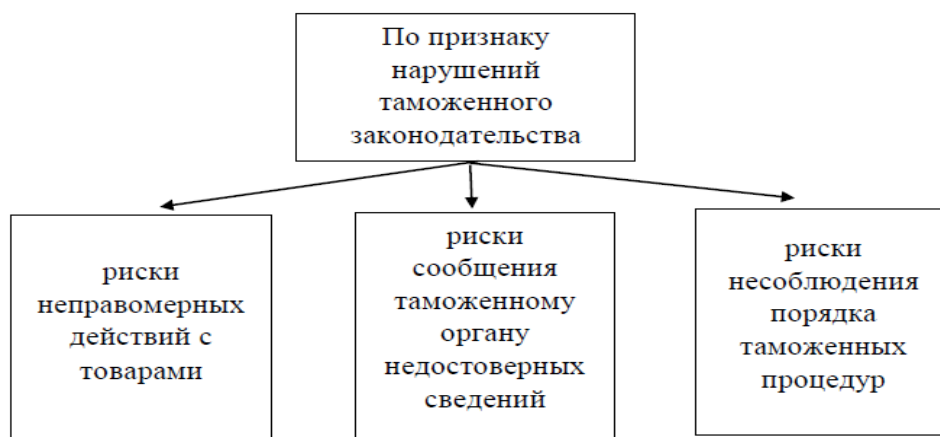 По признаку
нарушений
таможенного
законодательства
риски
неправомерных
действий с
товарами
риски
сообщения
таможенному
органу
недостоверных
сведений
риски
несоблюдения
порядка
таможенных
процедур